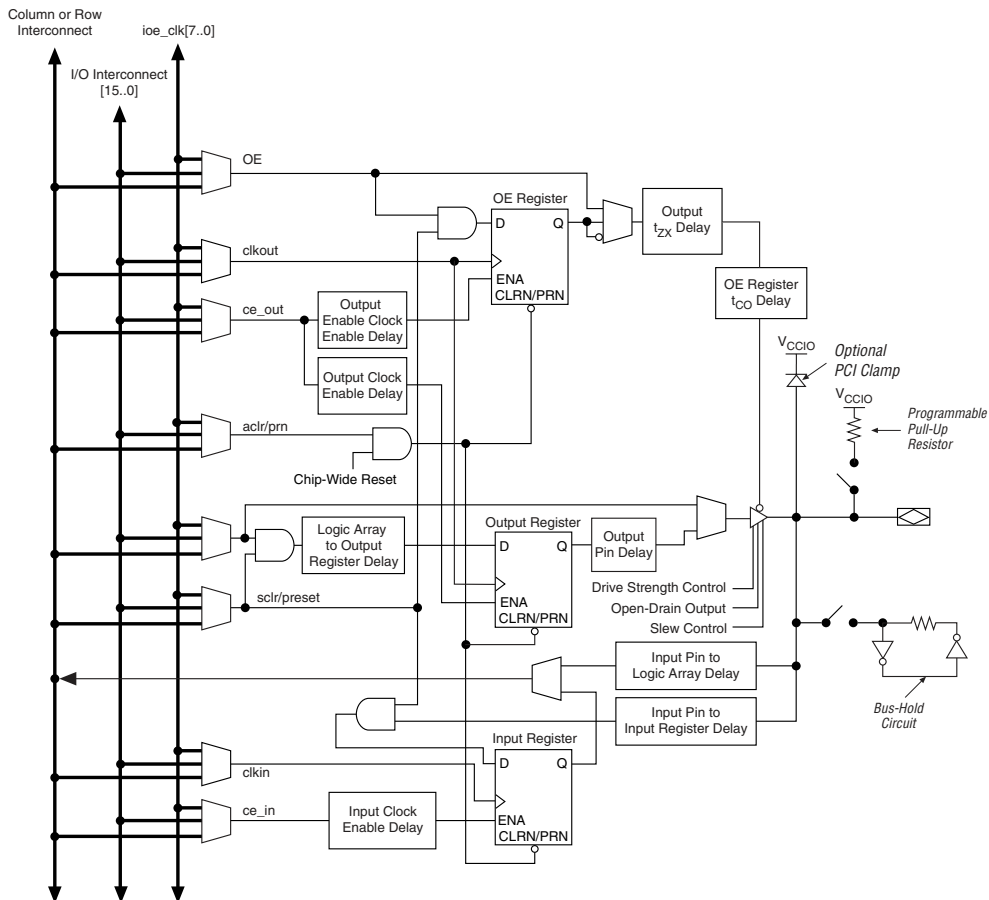 Column or Row
Interconnect
ioe_clk[7..0]
I/O Interconnect
[15..0]
OE
OE Register
D
Q
ENA
CLRN/PRN
Output
tZX Delay
OE Register
tCO Delay
clkout
ce_out
Output
Enable Clock
Enable Delay
Output Clock
Enable Delay
aclr/prn
Chip-Wide Reset
VCCIO
Optional
PCI Clamp
VCCIO
Programmable
Pull-Up
Resistor
Logic Array
to Output
Register Delay
Output Register
D
Q
ENA
CLRN/PRN
Output
Pin Delay
sclr/preset
Drive Strength Control
Open-Drain Output
Slew Control
Input Pin to
Logic Array Delay
Input Pin to
Input Register Delay
Bus-Hold
Circuit
Input Register
D
Q
ENA
CLRN/PRN
clkin
ce_in
Input Clock
Enable Delay